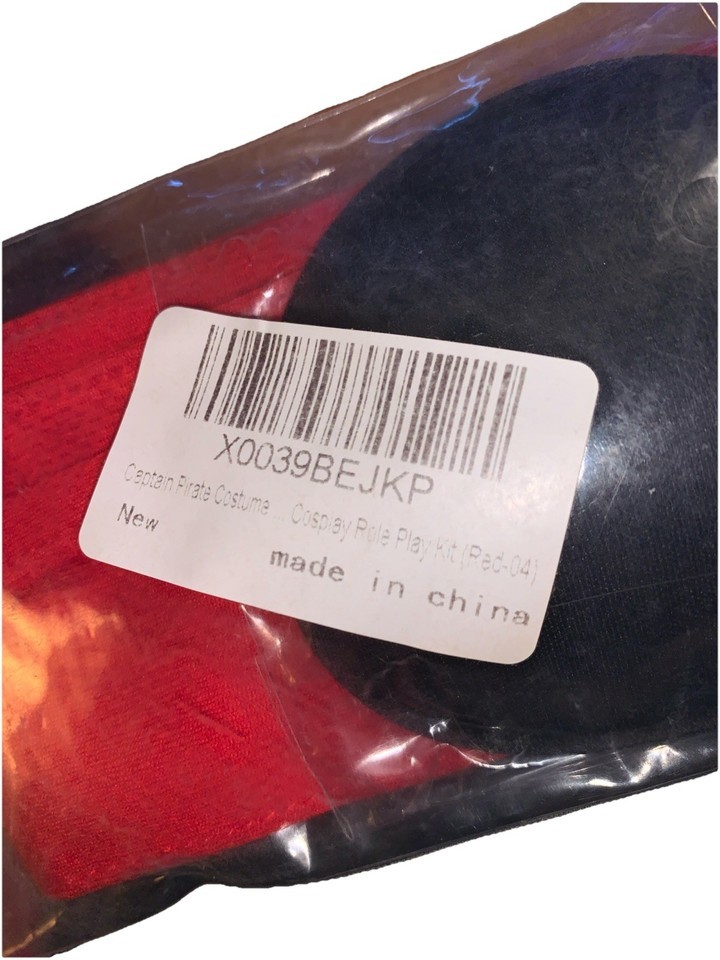 X0039BEJKP
Captain Pirate Costume ... Cosplay Role Play Kit (Red-04)
New
made in china